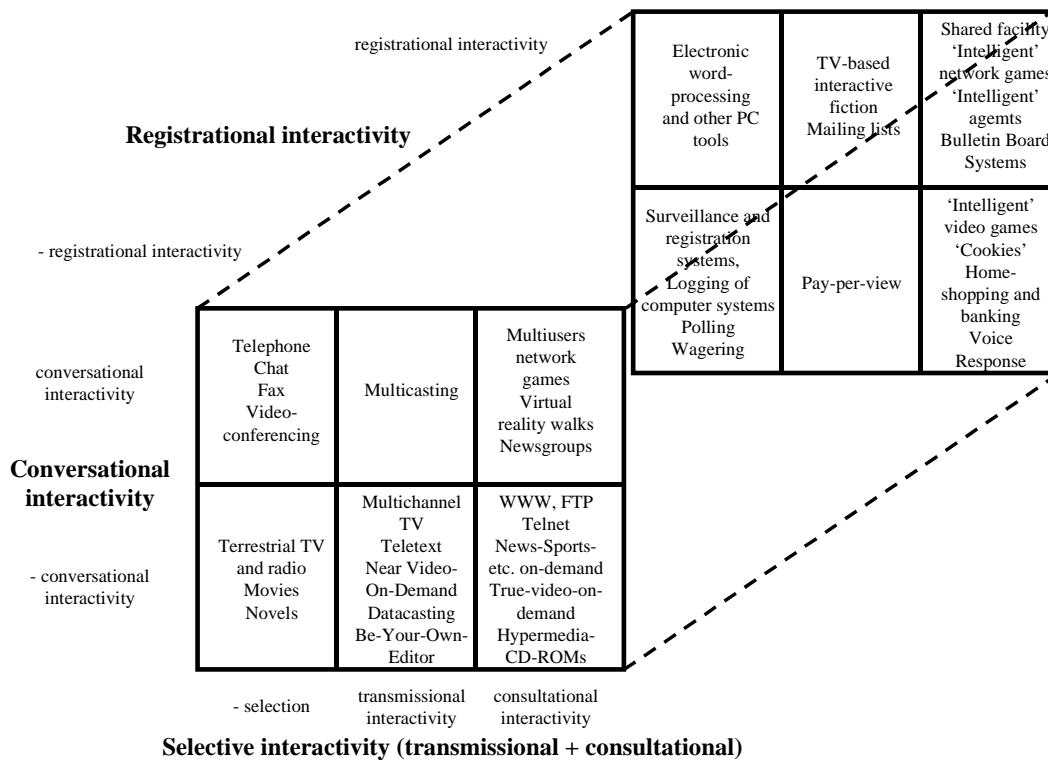 registrational interactivity
Electronic
word-
processing
and other PC
tools
TV-based
interactive
fiction
Mailing lists
Shared facility
‘Intelligent’
network games
‘Intelligent’
agemts
Bulletin Board
Systems
Registrational interactivity
- registrational interactivity
Surveillance and
registration
systems,
Logging of
computer systems
Polling
Wagering
Pay-per-view
‘Intelligent’
video games
‘Cookies’
Home-
shopping and
banking
Voice
Response
conversational
interactivity
Telephone
Chat
Fax
Video-
conferencing
Multicasting
Multiusers
network
games
Virtual
reality walks
Newsgroups
Conversational
interactivity
- conversational
interactivity
Terrestrial TV
and radio
Movies
Novels
Multichannel
TV
Teletext
Near Video-
On-Demand
Datacasting
Be-Your-Own-
Editor
WWW, FTP
Telnet
News-Sports-
etc. on-demand
True-video-on-
demand
Hypermedia-
CD-ROMs
- selection
transmissional
interactivity
consultational
interactivity
Selective interactivity (transmissional + consultational)